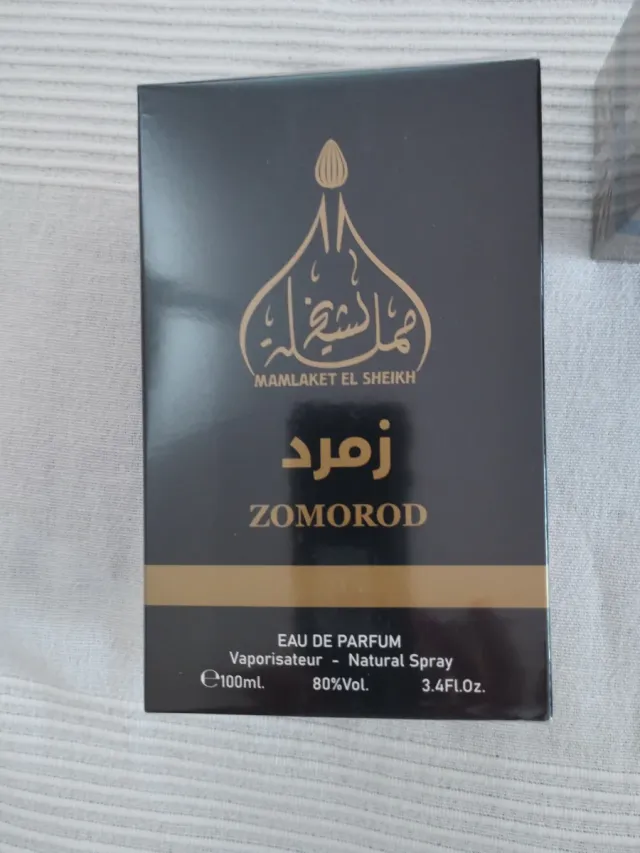 مملكة الشيخ
MAMLAKET EL SHEIKH
زمرد
ZOMOROD
EAU DE PARFUM
Vaporisateur - Natural Spray
℮100ml. 80%Vol. 3.4Fl.Oz.